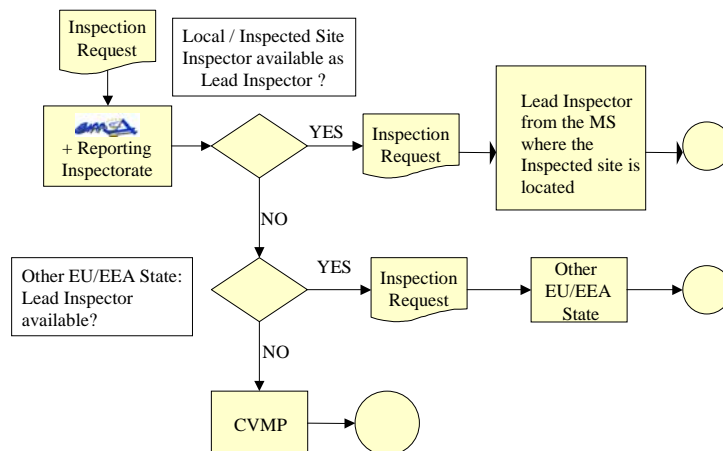 Inspection
Request
Local / Inspected Site
Inspector available as
Lead Inspector ?
+ Reporting
Inspectorate
YES
Inspection
Request
Lead Inspector
from the MS
where the
Inspected site is
located
NO
Other EU/EEA State:
Lead Inspector
available?
YES
Inspection
Request
Other
EU/EEA
State
NO
CVMP